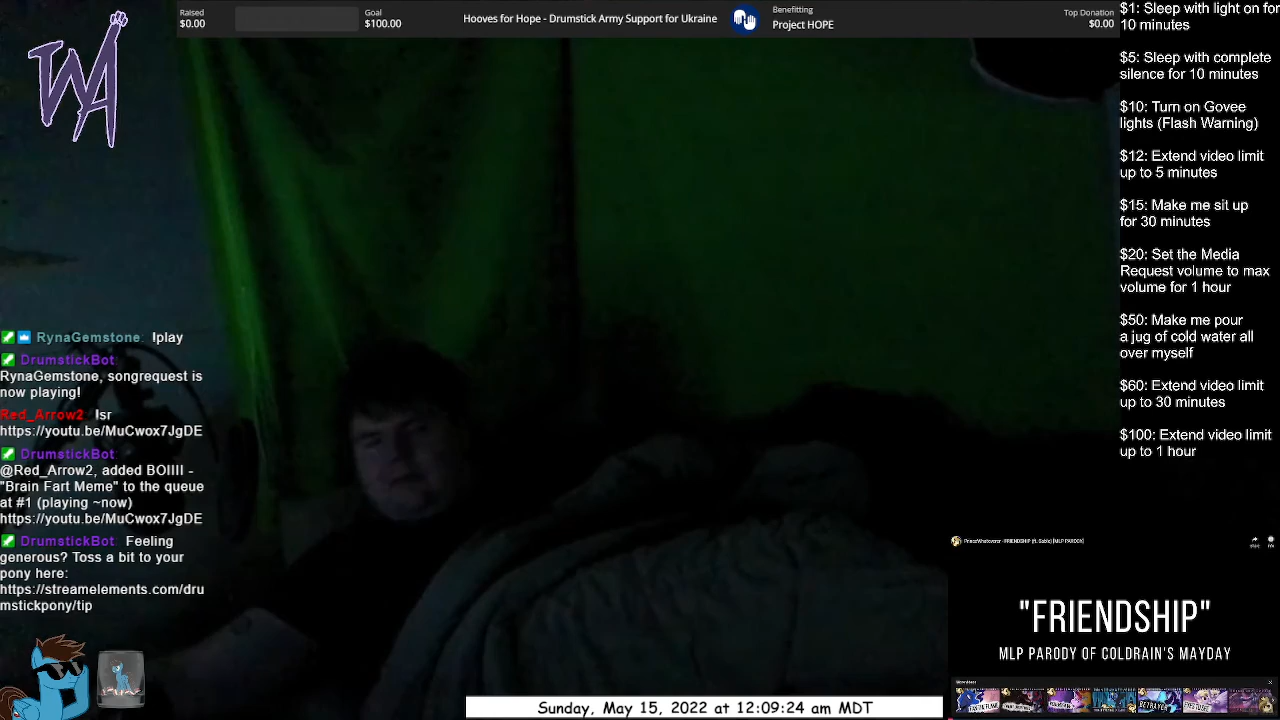 Raised
$0.00
Goal
$100.00
Hooves for Hope - Drumstick Army Support for Ukraine
Benefitting
Project HOPE
Top Donation
$0.00
$1: Sleep with light on for
10 minutes
$5: Sleep with complete
silence for 10 minutes
$10: Turn on Govee
lights (Flash Warning)
$12: Extend video limit
up to 5 minutes
$15: Make me sit up
for 30 minutes
$20: Set the Media
Request volume to max
volume for 1 hour
$50: Make me pour
a jug of cold water all
over myself
$60: Extend video limit
up to 30 minutes
$100: Extend video limit
up to 1 hour
RynaGemstone: !play
DrumstickBot:
RynaGemstone, songrequest is
now playing!
Red_Arrow2: !sr
https://youtu.be/MuCwox7JgDE
DrumstickBot:
@Red_Arrow2, added BOIIII -
"Brain Fart Meme" to the queue
at #1 (playing ~now)
https://youtu.be/MuCwox7JgDE
DrumstickBot: Feeling
generous? Toss a bit to your
pony here:
https://streamelements.com/dru
mstickpony/tip
"FRIENDSHIP"
MLP PARODY OF COLDRAIN'S MAYDAY
Sunday, May 15, 2022 at 12:09:24 am MDT